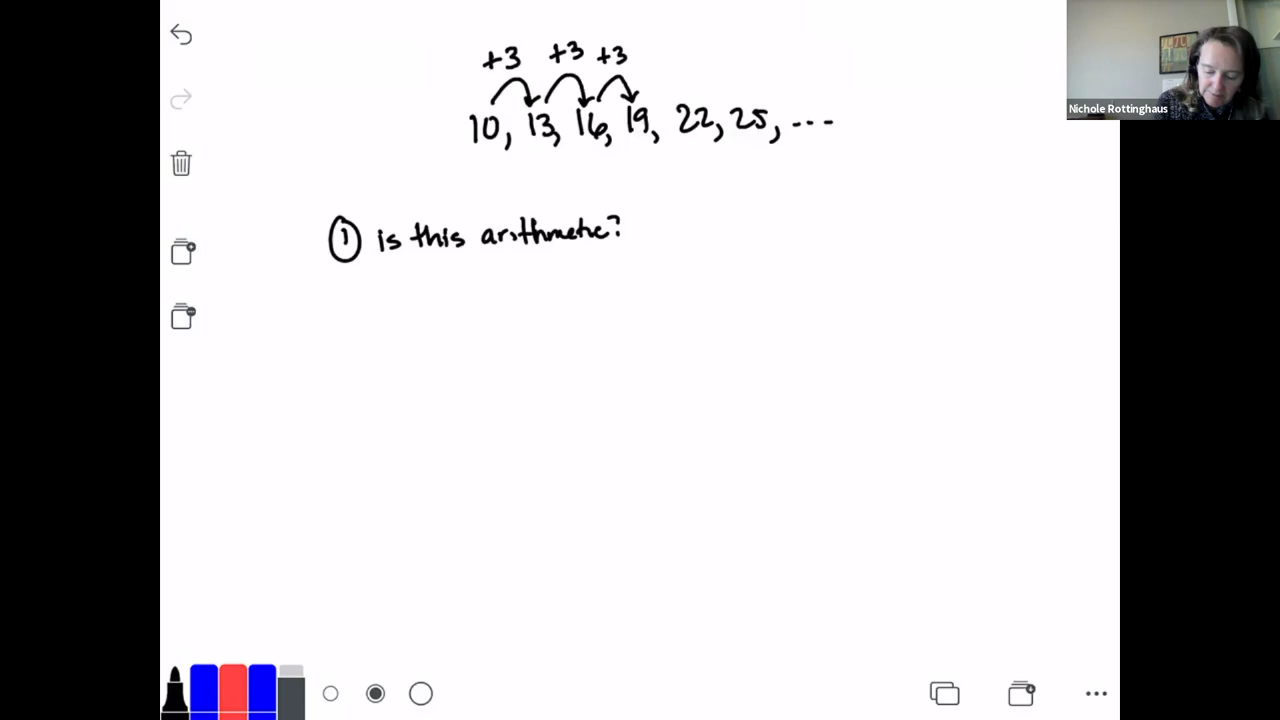 +3 +3 +3
10, 13, 16, 19, 22, 25, ...
① is this arithmetic?
Nichole Rottinghaus